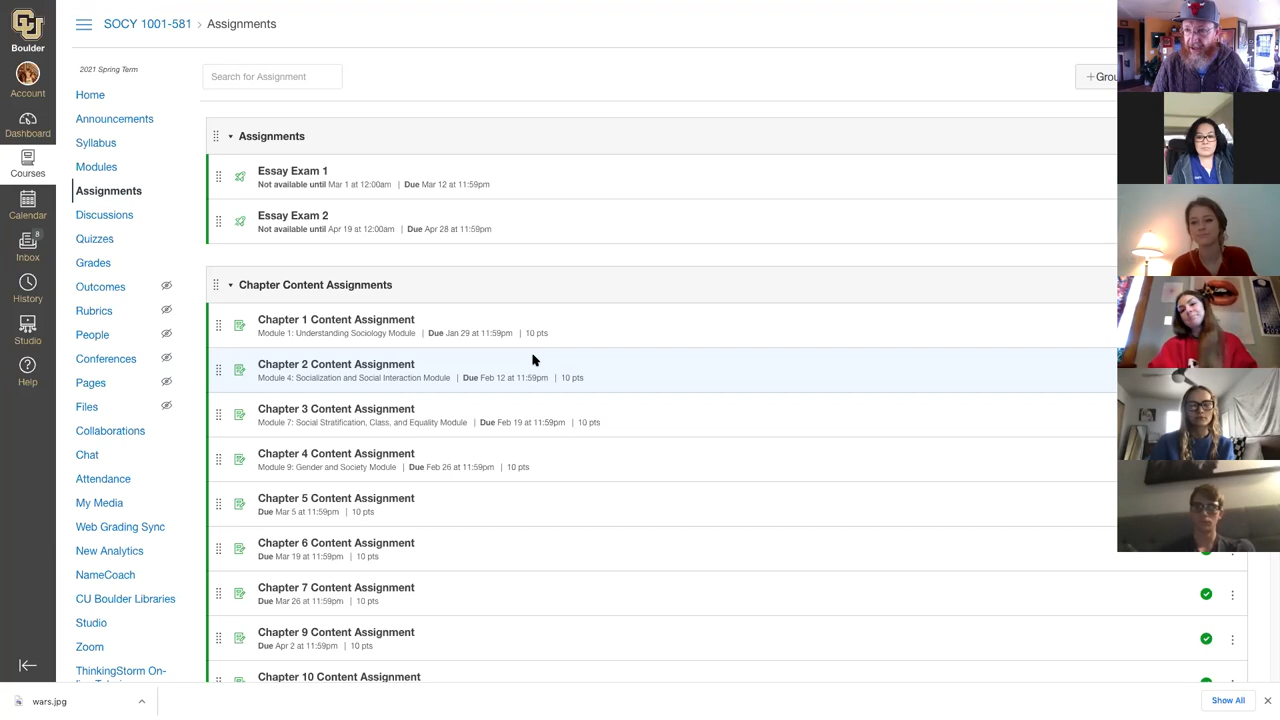 Boulder
Account
Dashboard
Courses
Calendar
8
Inbox
History
Studio
Help
SOCY 1001-581 › Assignments
2021 Spring Term
Home
Announcements
Syllabus
Modules
Assignments
Discussions
Quizzes
Grades
Outcomes
Rubrics
People
Conferences
Pages
Files
Collaborations
Chat
Attendance
My Media
Web Grading Sync
New Analytics
NameCoach
CU Boulder Libraries
Studio
Zoom
ThinkingStorm On-
Search for Assignment
+Grou
Assignments
Essay Exam 1
Not available until Mar 1 at 12:00am | Due Mar 12 at 11:59pm
Essay Exam 2
Not available until Apr 19 at 12:00am | Due Apr 28 at 11:59pm
Chapter Content Assignments
Chapter 1 Content Assignment
Module 1: Understanding Sociology Module | Due Jan 29 at 11:59pm | 10 pts
Chapter 2 Content Assignment
Module 4: Socialization and Social Interaction Module | Due Feb 12 at 11:59pm | 10 pts
Chapter 3 Content Assignment
Module 7: Social Stratification, Class, and Equality Module | Due Feb 19 at 11:59pm | 10 pts
Chapter 4 Content Assignment
Module 9: Gender and Society Module | Due Feb 26 at 11:59pm | 10 pts
Chapter 5 Content Assignment
Due Mar 5 at 11:59pm | 10 pts
Chapter 6 Content Assignment
Due Mar 19 at 11:59pm | 10 pts
Chapter 7 Content Assignment
Due Mar 26 at 11:59pm | 10 pts
Chapter 9 Content Assignment
Due Apr 2 at 11:59pm | 10 pts
Chapter 10 Content Assignment
wars.jpg
Show All